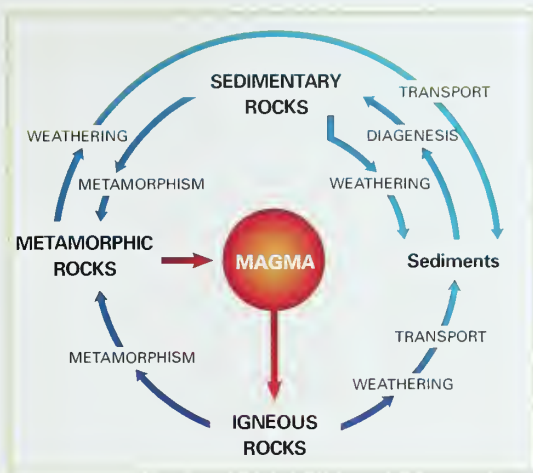 SEDIMENTARY
ROCKS
TRANSPORT
WEATHERING
DIAGENESIS
METAMORPHISM
WEATHERING
METAMORPHIC
ROCKS
MAGMA
Sediments
TRANSPORT
METAMORPHISM
WEATHERING
IGNEOUS
ROCKS